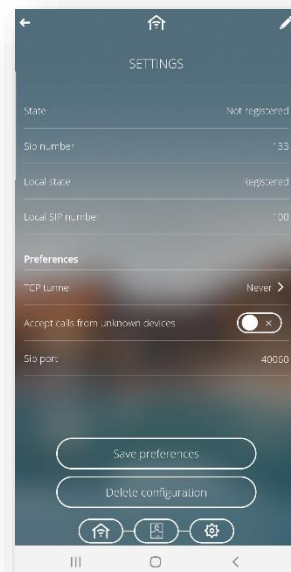 SETTINGS
State Not registered
Sip number 133
Local state Registered
Local SIP number 100
Preferences
TCP tunnel Never >
Accept calls from unknown devices
Sip port 40060
Save preferences
Delete configuration